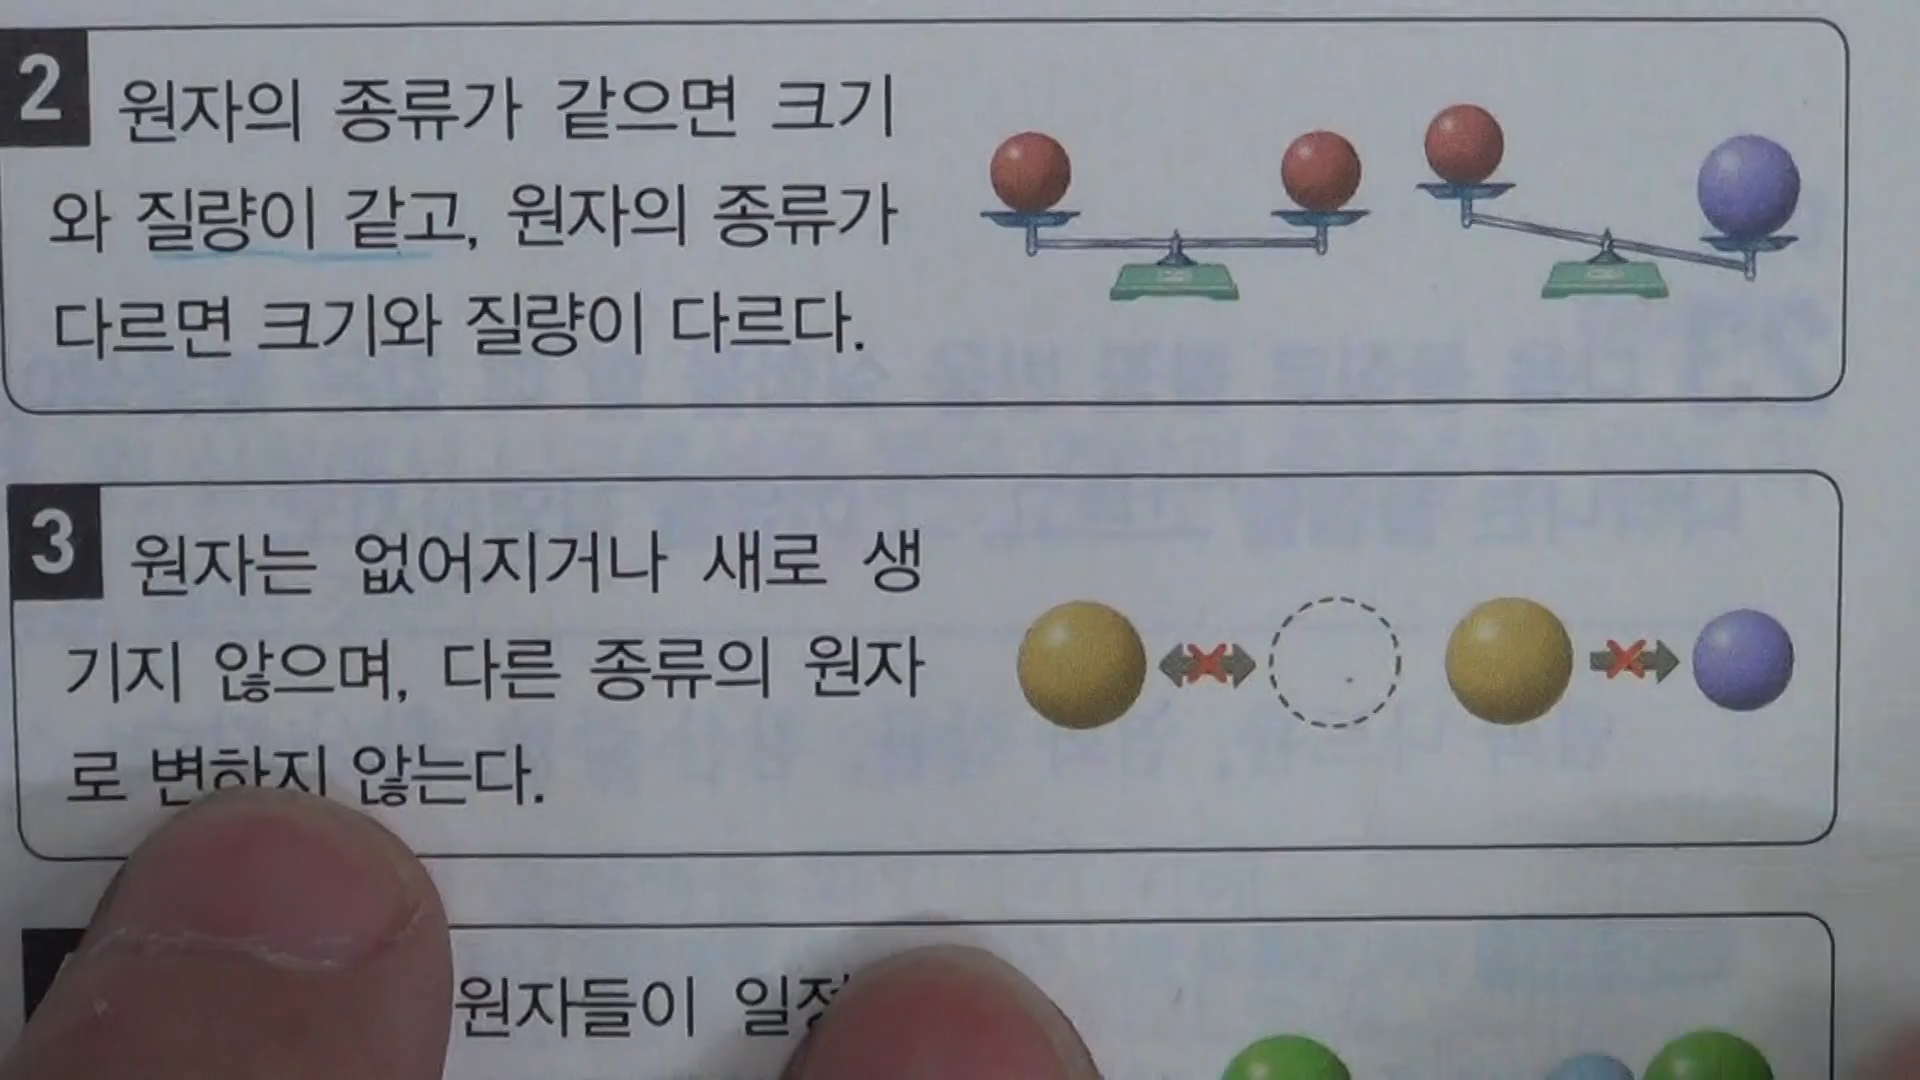 2 원자의 종류가 같으면 크기
와 질량이 같고, 원자의 종류가
다르면 크기와 질량이 다르다.
3 원자는 없어지거나 새로 생
기지 않으며, 다른 종류의 원자
로 변하지 않는다.
원자들이